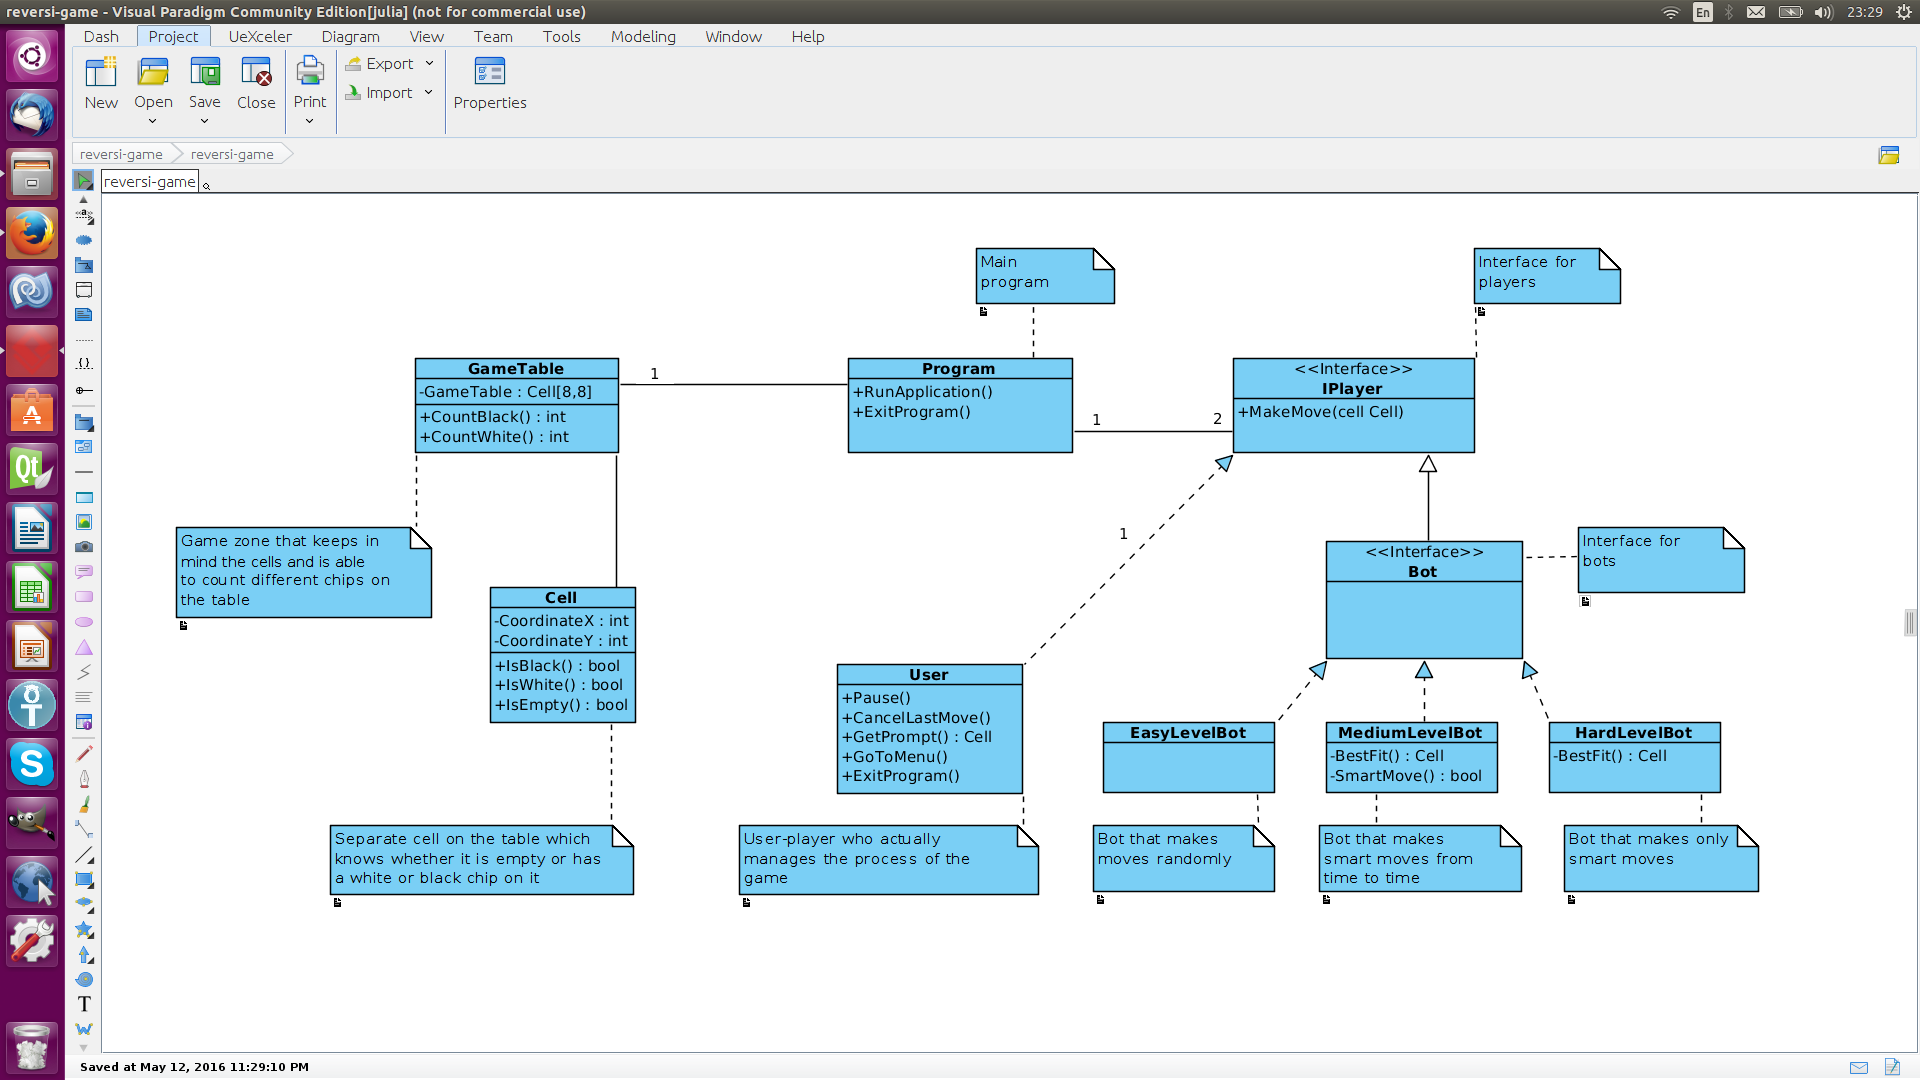 reversi-game - Visual Paradigm Community Edition[julia] (not for commercial use)
En
23:29
Dash Project UeXceler Diagram View Team Tools Modeling Window Help
New Open Save Close Print Export Import Properties
reversi-game reversi-game
reversi-game
Main
program
Interface for
players
GameTable
-GameTable : Cell[8,8]
+CountBlack() : int
+CountWhite() : int
1
Program
+RunApplication()
+ExitProgram()
1
2
<<Interface>>
IPlayer
+MakeMove(cell Cell)
1
Game zone that keeps in
mind the cells and is able
to count different chips on
the table
Cell
-CoordinateX : int
-CoordinateY : int
+IsBlack() : bool
+IsWhite() : bool
+IsEmpty() : bool
<<Interface>>
Bot
Interface for
bots
User
+Pause()
+CancelLastMove()
+GetPrompt() : Cell
+GoToMenu()
+ExitProgram()
EasyLevelBot
MediumLevelBot
-BestFit() : Cell
-SmartMove() : bool
HardLevelBot
-BestFit() : Cell
Separate cell on the table which
knows whether it is empty or has
a white or black chip on it
User-player who actually
manages the process of the
game
Bot that makes
moves randomly
Bot that makes
smart moves from
time to time
Bot that makes only
smart moves
Saved at May 12, 2016 11:29:10 PM